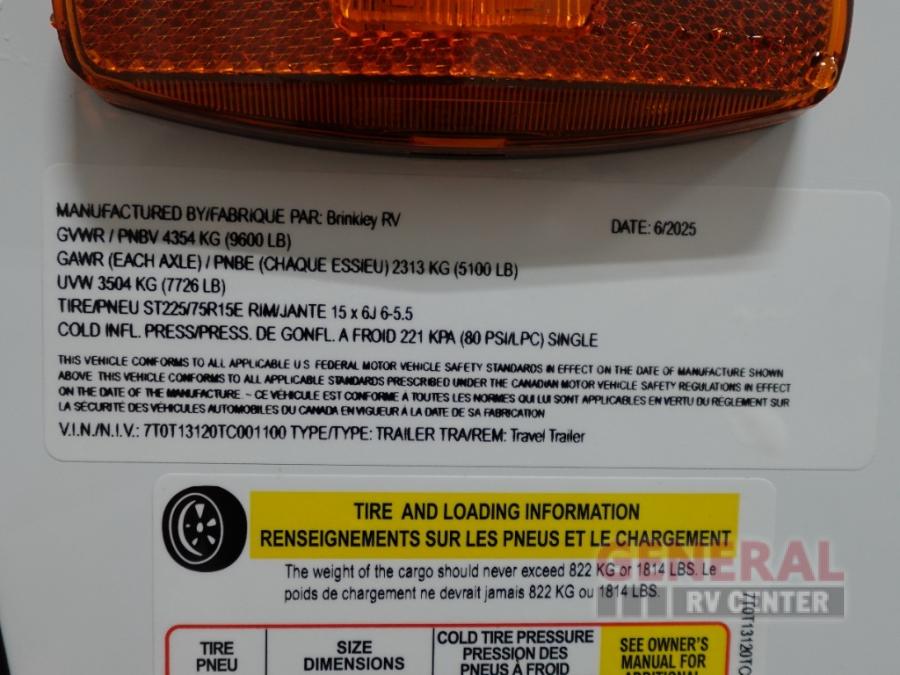 MANUFACTURED BY/FABRIQUE PAR: Brinkley RV
DATE: 6/2025
GVWR / PNBV 4354 KG (9600 LB)
GAWR (EACH AXLE) / PNBE (CHAQUE ESSIEU) 2313 KG (5100 LB)
UVW 3504 KG (7726 LB)
TIRE/PNEU ST225/75R15E RIM/JANTE 15 x 6J 6-5.5
COLD INFL. PRESS/PRESS. DE GONFL. A FROID 221 KPA (80 PSI/LPC) SINGLE
THIS VEHICLE CONFORMS TO ALL APPLICABLE U S FEDERAL MOTOR VEHICLE SAFETY STANDARDS IN EFFECT ON THE DATE OF MANUFACTURE SHOWN
ABOVE. THIS VEHICLE CONFORMS TO ALL APPLICABLE STANDARDS PRESCRIBED UNDER THE CANADIAN MOTOR VEHICLE SAFETY REGULATIONS IN EFFECT
ON THE DATE OF THE MANUFACTURE. ~ CE VÉHICULE EST CONFORME A TOUTES LES NORMES QUI LUI SONT APPLICABLES EN VERTU DU RÉGLEMENT SUR
LA SÉCURITÉ DES VÉHICULES AUTOMOBILES DU CANADA EN VIGUEUR À LA DATE DE SA FABRICATION
V.I.N./N.I.V.: 7T0T13120TC001100 TYPE/TYPE: TRAILER TRA/REM: Travel Trailer
TIRE AND LOADING INFORMATION
RENSEIGNEMENTS SUR LES PNEUS ET LE CHARGEMENT
The weight of the cargo should never exceed 822 KG or 1814 LBS. Le
poids de chargement ne devrait jamais 822 KG ou 1814 LBS.
GENERAL
RV CENTER
7T0T13120TC
TIRE
PNEU
SIZE
DIMENSIONS
COLD TIRE PRESSURE
PRESSION DES
PNEUS À FROID
SEE OWNER'S
MANUAL FOR
ADDITIONAL